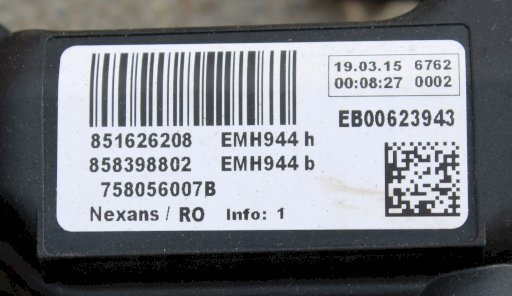 19.03.15 6762
00:08:27 0002
EB00623943
851626208 EMH944 h
858398802 EMH944 b
758056007B
Nexans / RO Info: 1